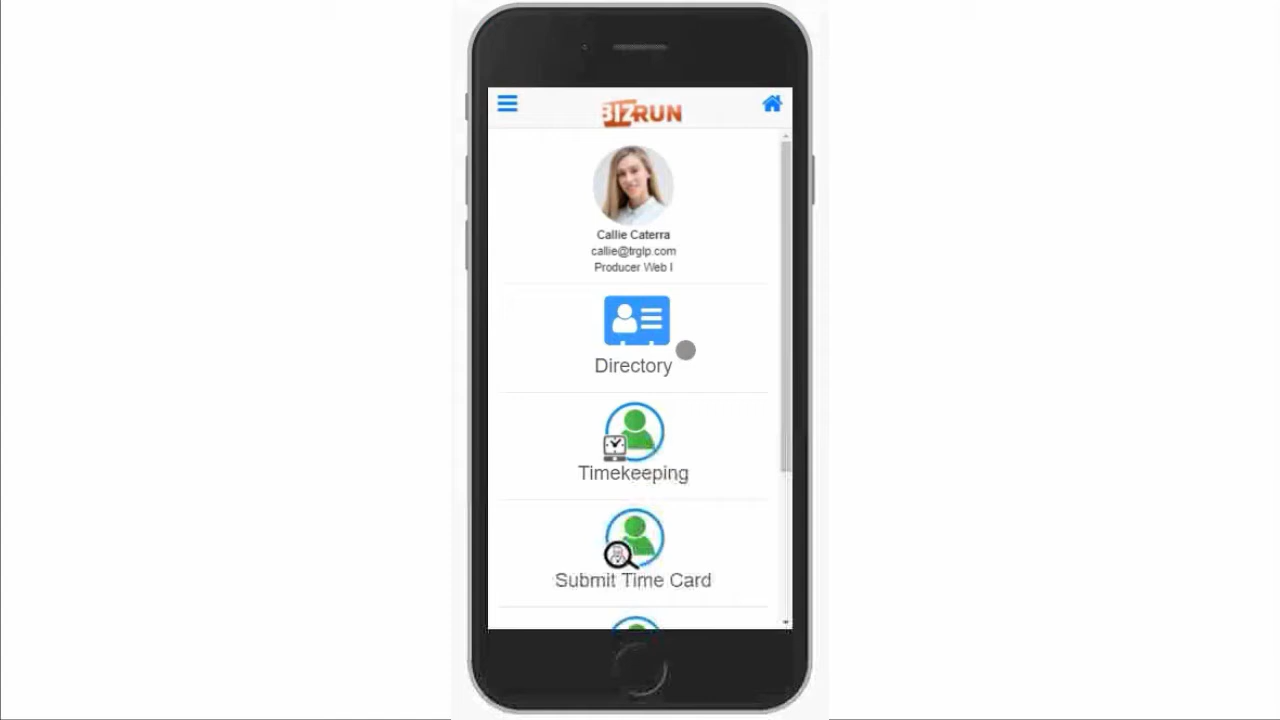 BIZRUN
Callie Caterra
callie@trglp.com
Producer Web I
Directory
Timekeeping
Submit Time Card